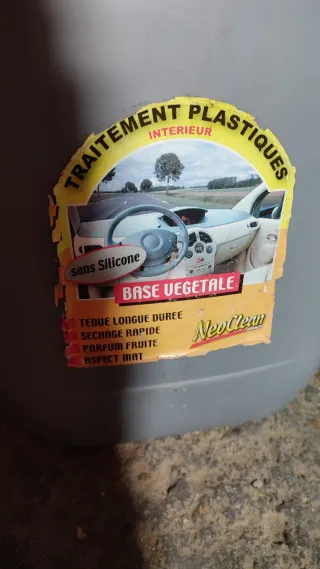 TRAITEMENT PLASTIQUES
INTERIEUR
sans Silicone
BASE VEGETALE
TENUE LONGUE DUREE
SECHAGE RAPIDE
PARFUM FRUITE
ASPECT MAT
NeoClean